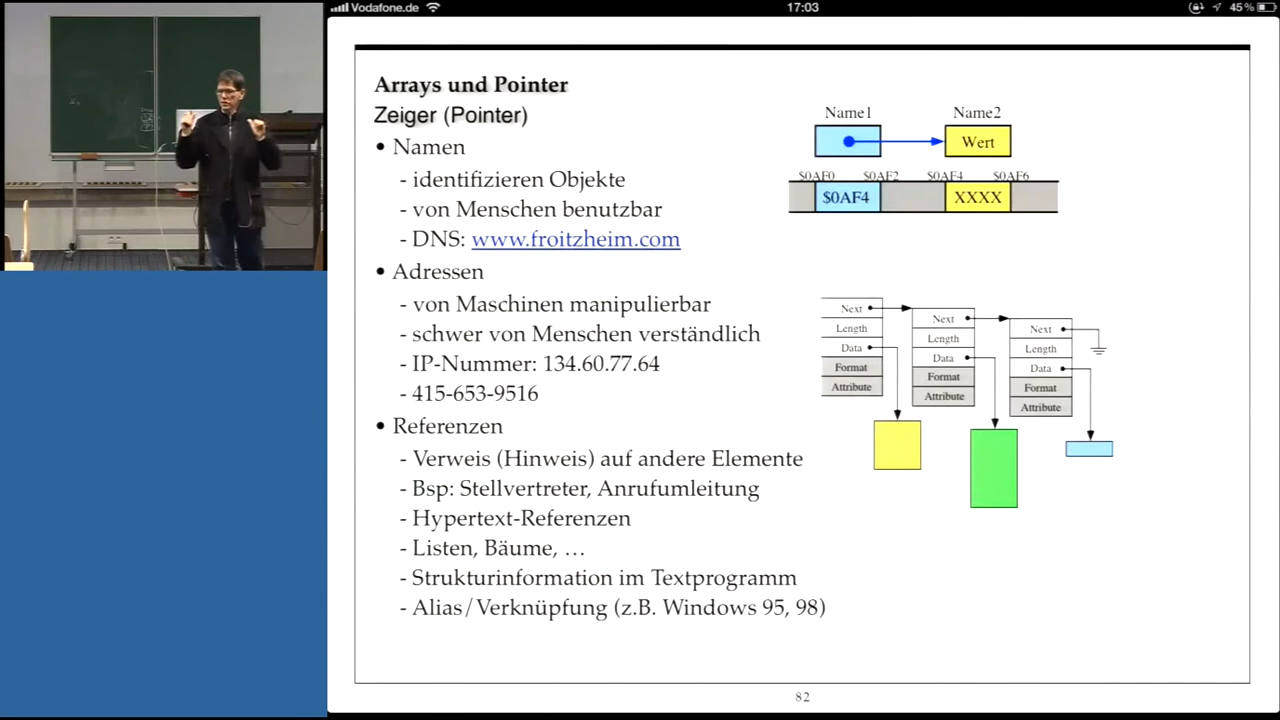 Vodafone.de 17:03 45 %
Arrays und Pointer
Zeiger (Pointer)
• Namen
- identifizieren Objekte
- von Menschen benutzbar
- DNS: www.froitzheim.com
• Adressen
- von Maschinen manipulierbar
- schwer von Menschen verständlich
- IP-Nummer: 134.60.77.64
- 415-653-9516
• Referenzen
- Verweis (Hinweis) auf andere Elemente
- Bsp: Stellvertreter, Anrufumleitung
- Hypertext-Referenzen
- Listen, Bäume, …
- Strukturinformation im Textprogramm
- Alias/Verknüpfung (z.B. Windows 95, 98)
Name1 Name2
Wert
$0AF0 $0AF2 $0AF4 $0AF6
$0AF4 XXXX
Next
Length
Data
Format
Attribute
Next
Length
Data
Format
Attribute
Next
Length
Data
Format
Attribute
82